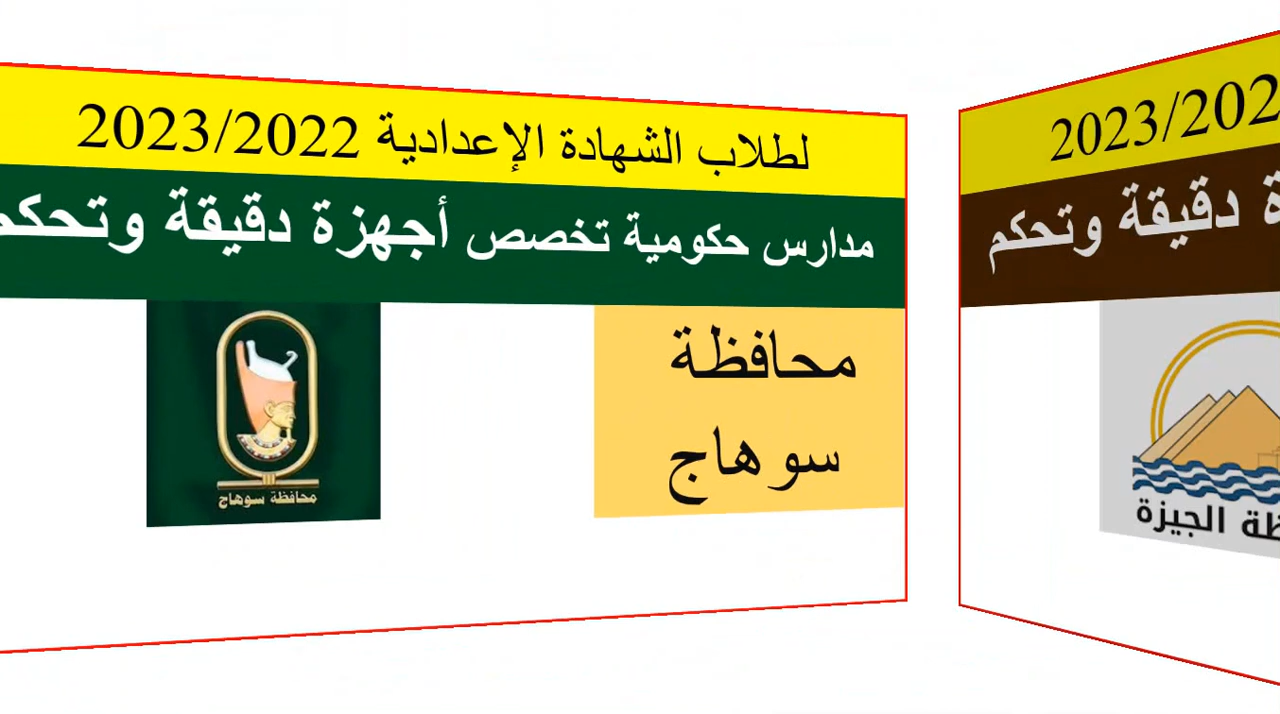 لطلاب الشهادة الإعدادية 2023/2022
مدارس حكومية تخصص أجهزة دقيقة وتحكم
محافظة
سوهاج
محافظة سوهاج
2023/202
دقيقة وتحكم
الجيزة